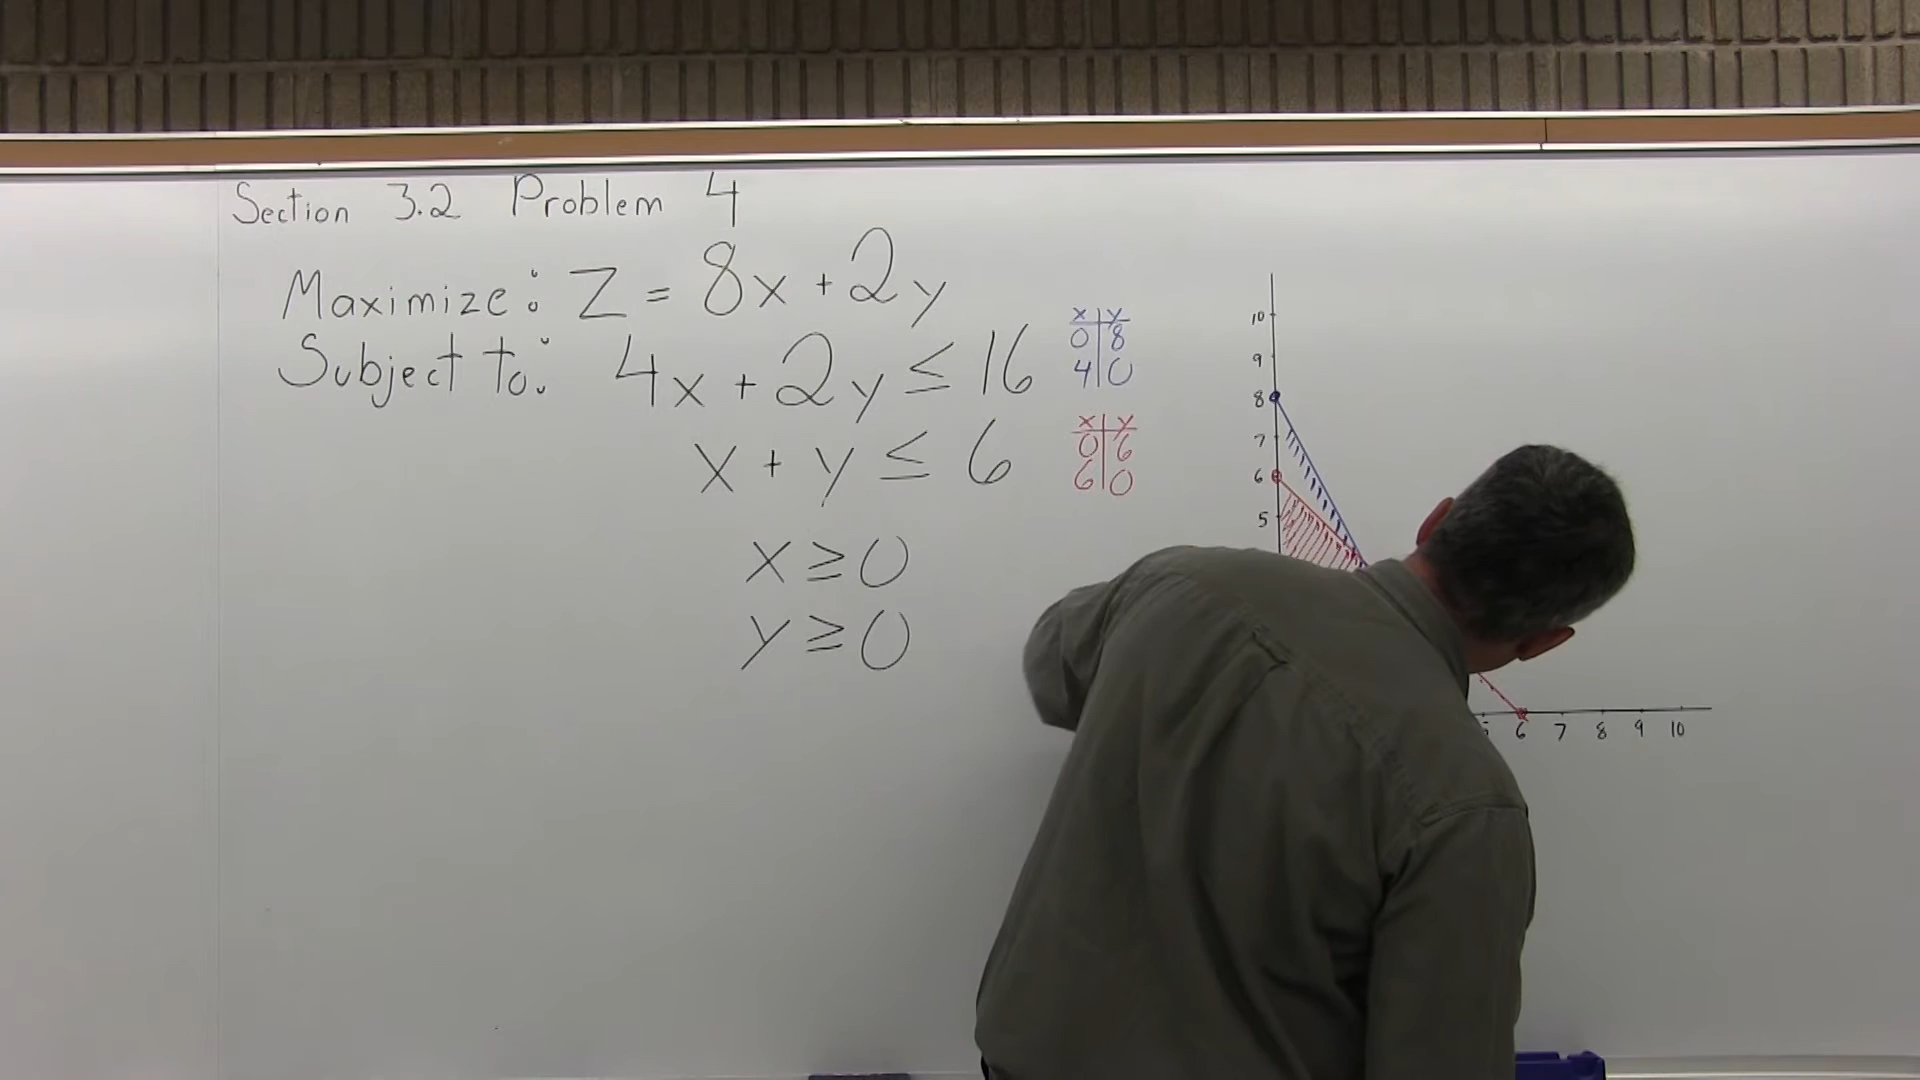 Section 3.2 Problem 4
Maximize: Z = 8x + 2y
Subject to: 4x + 2y ≤ 16
x + y ≤ 6
x ≥ 0
y ≥ 0
x y
0 8
4 0
x y
0 6
6 0
10
9
8
7
6
5
6 7 8 9 10